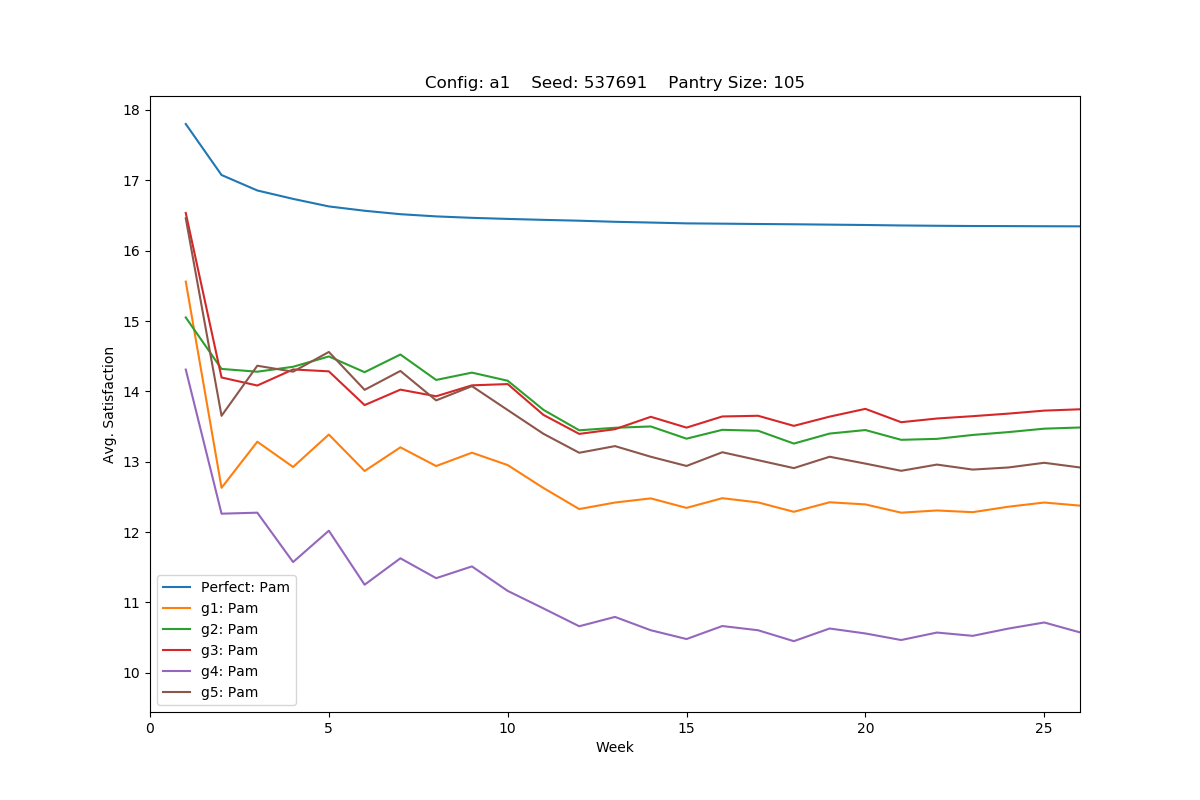 Config: a1    Seed: 537691    Pantry Size: 105
18
17
16
15
14
13
12
11
10
Avg. Satisfaction
Perfect: Pam
g1: Pam
g2: Pam
g3: Pam
g4: Pam
g5: Pam
0 5 10 15 20 25
Week